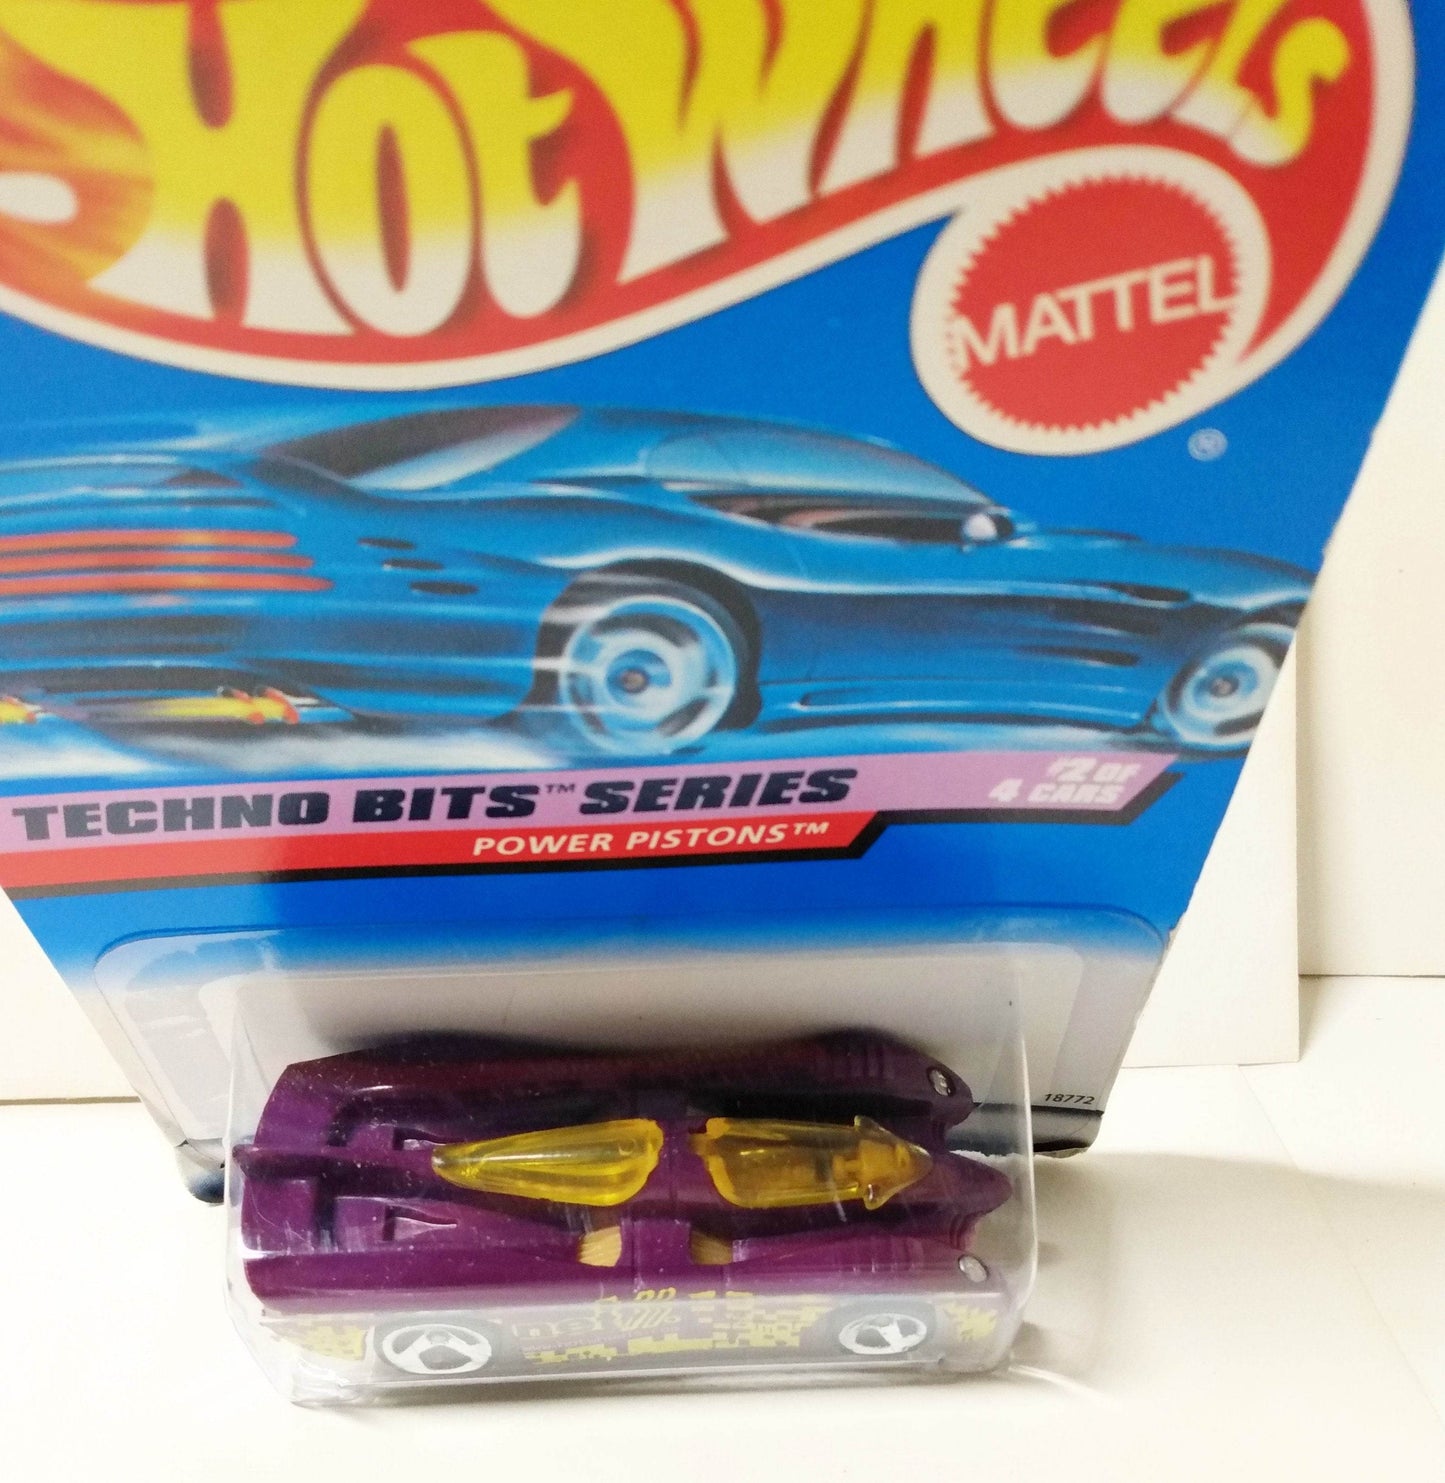 HOT WHEELS
MATTEL
®
TECHNO BITS™ SERIES
#2 OF
4 CARS
POWER PISTONS™
18772